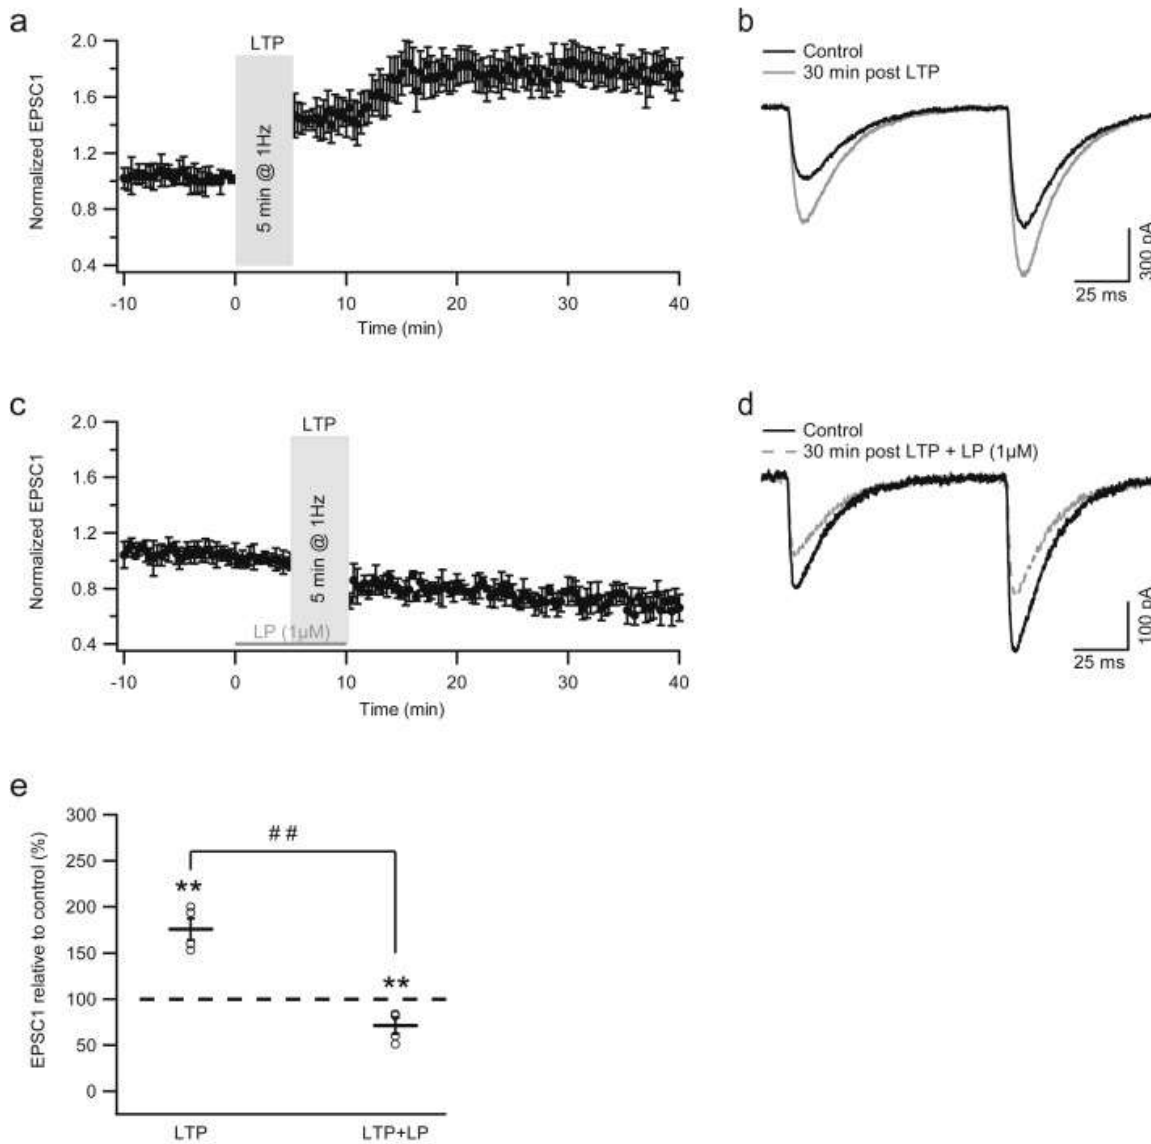 a
LTP
Normalized EPSC1
2.0
1.6
1.2
0.8
0.4
5 min @ 1Hz
-10 0 10 20 30 40
Time (min)
b
Control
30 min post LTP
300 pA
25 ms
c
LTP
Normalized EPSC1
2.0
1.6
1.2
0.8
0.4
5 min @ 1Hz
LP (1µM)
-10 0 10 20 30 40
Time (min)
d
Control
30 min post LTP + LP (1µM)
100 pA
25 ms
e
EPSC1 relative to control (%)
300
250
200
150
100
50
0
# #
**
**
LTP LTP+LP